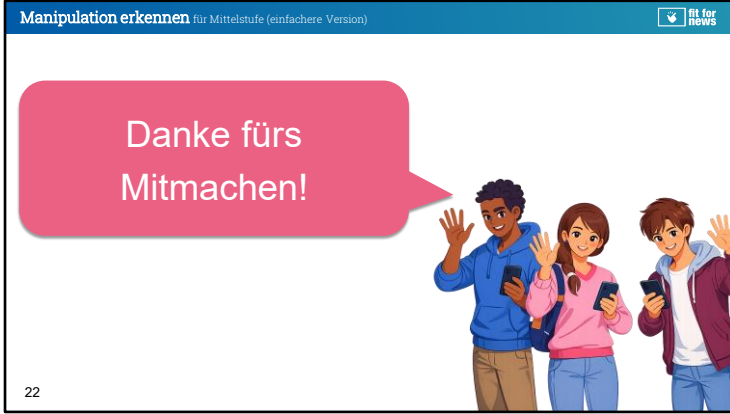 Manipulation erkennen für Mittelstufe (einfachere Version)
fit for
news
Danke fürs
Mitmachen!
22